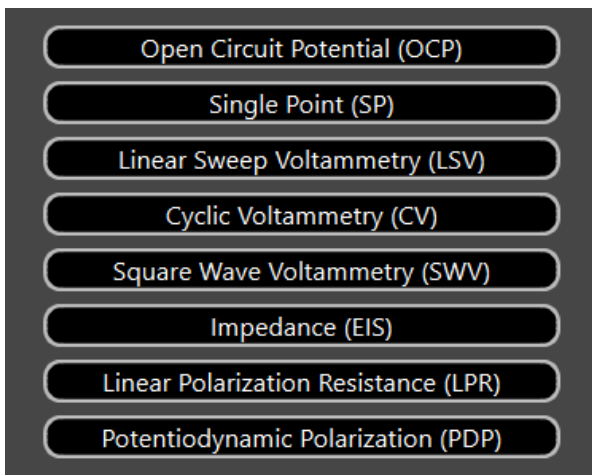 Open Circuit Potential (OCP)
Single Point (SP)
Linear Sweep Voltammetry (LSV)
Cyclic Voltammetry (CV)
Square Wave Voltammetry (SWV)
Impedance (EIS)
Linear Polarization Resistance (LPR)
Potentiodynamic Polarization (PDP)